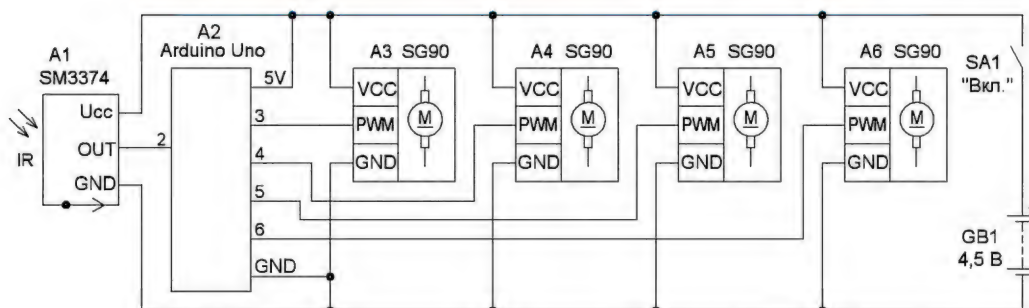 A1
SM3374
Ucc
OUT
GND
IR
2
A2
Arduino Uno
5V
3
4
5
6
GND
A3 SG90
VCC
PWM
GND
M
A4 SG90
VCC
PWM
GND
M
A5 SG90
VCC
PWM
GND
M
A6 SG90
VCC
PWM
GND
M
SA1
"Вкл."
GB1
4,5 В